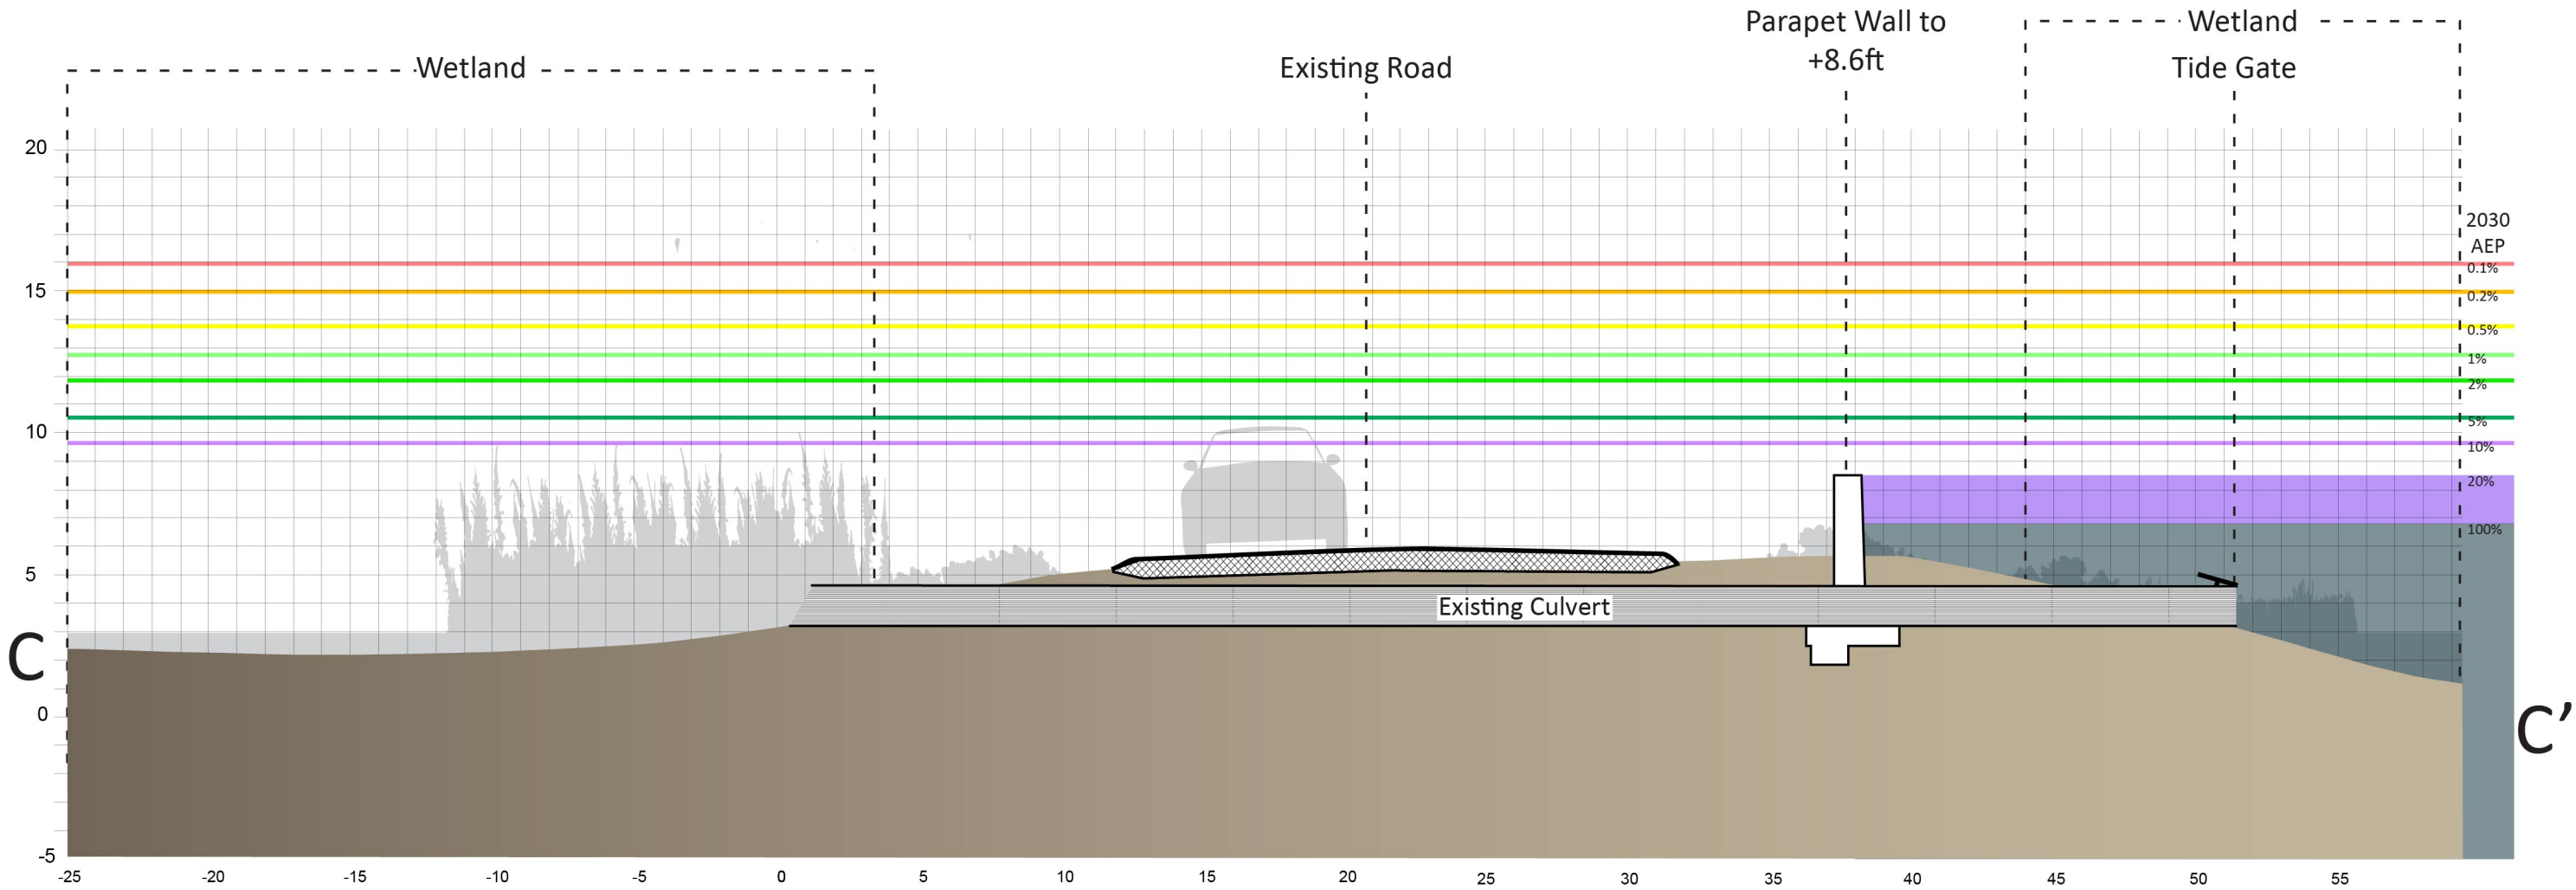 Parapet Wall to
+8.6ft
Wetland
Wetland
Existing Road
Tide Gate
20
15
10
5
0
-5
2030
AEP
0.1%
0.2%
0.5%
1%
2%
5%
10%
20%
100%
Existing Culvert
C
C’
-25 -20 -15 -10 -5 0 5 10 15 20 25 30 35 40 45 50 55